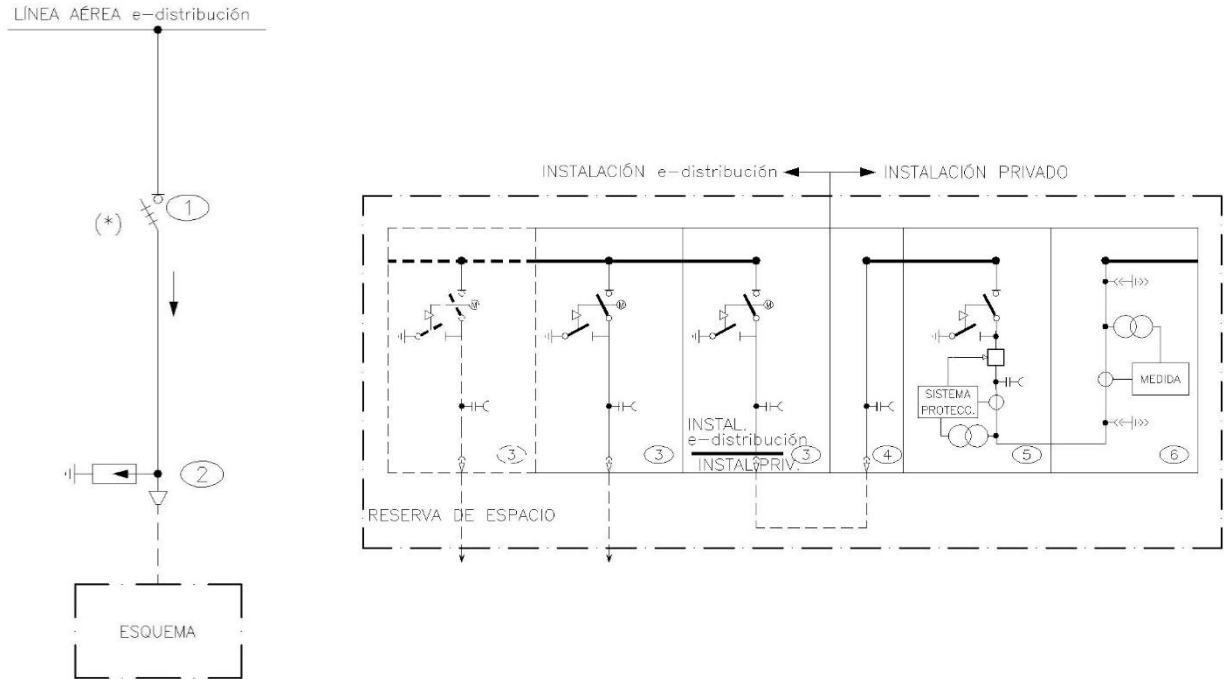 LÍNEA AÉREA e-distribución
(*)
1
2
ESQUEMA
INSTALACIÓN e-distribución
INSTALACIÓN PRIVADO
M
M
M
SISTEMA
PROTECC.
MEDIDA
INSTAL.
e-distribución
INSTAL.PRIV.
3
3
3
4
5
6
RESERVA DE ESPACIO